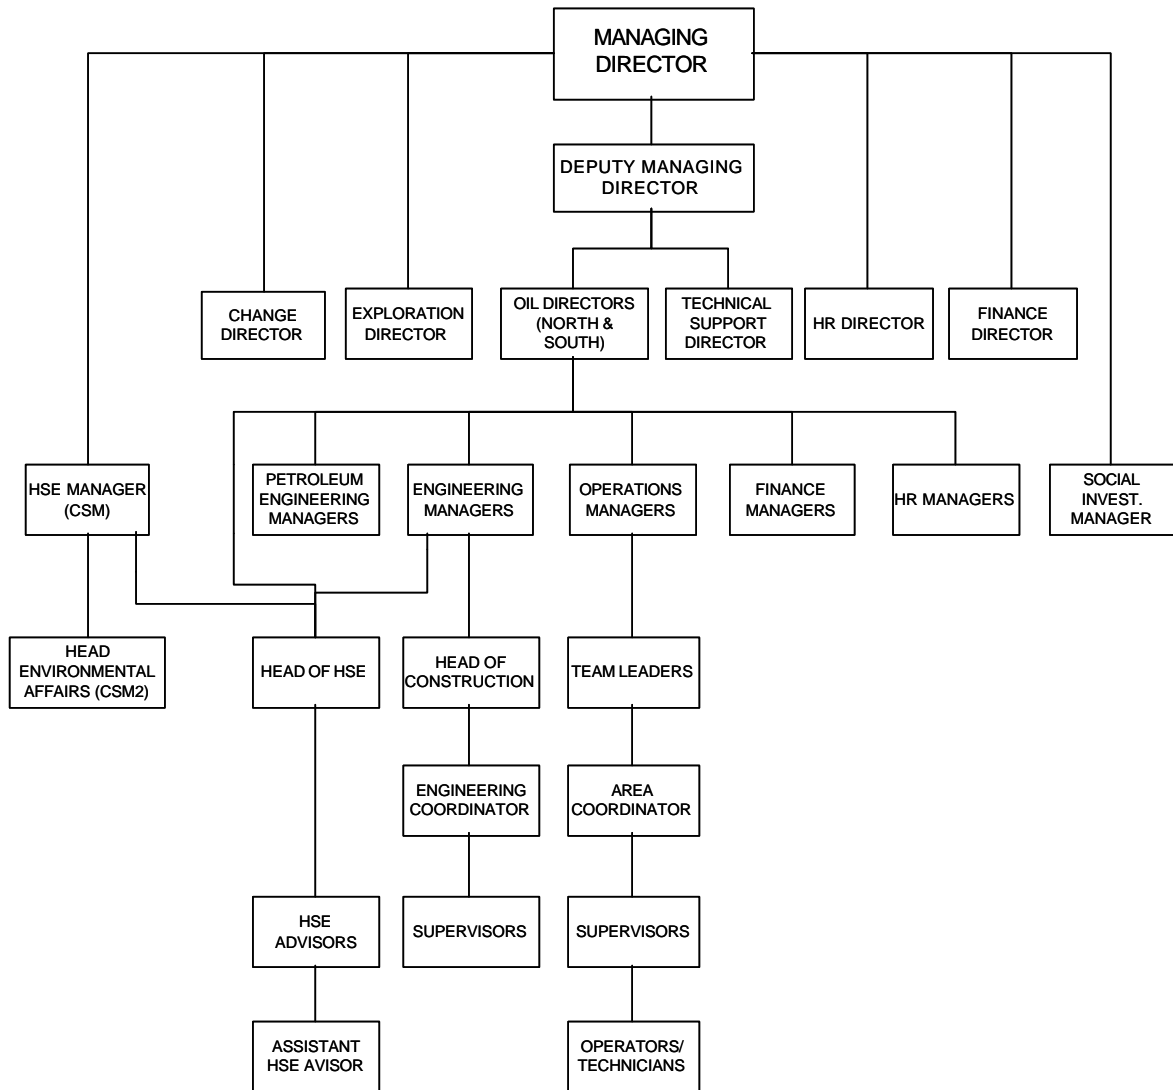 MANAGING
DIRECTOR
DEPUTY MANAGING
DIRECTOR
CHANGE
DIRECTOR
EXPLORATION
DIRECTOR
OIL DIRECTORS
(NORTH &
SOUTH)
TECHNICAL
SUPPORT
DIRECTOR
HR DIRECTOR
FINANCE
DIRECTOR
HSE MANAGER
(CSM)
PETROLEUM
ENGINEERING
MANAGERS
ENGINEERING
MANAGERS
OPERATIONS
MANAGERS
FINANCE
MANAGERS
HR MANAGERS
SOCIAL
INVEST.
MANAGER
HEAD
ENVIRONMENTAL
AFFAIRS (CSM2)
HEAD OF HSE
HEAD OF
CONSTRUCTION
TEAM LEADERS
ENGINEERING
COORDINATOR
AREA
COORDINATOR
HSE
ADVISORS
SUPERVISORS
SUPERVISORS
ASSISTANT
HSE AVISOR
OPERATORS/
TECHNICIANS